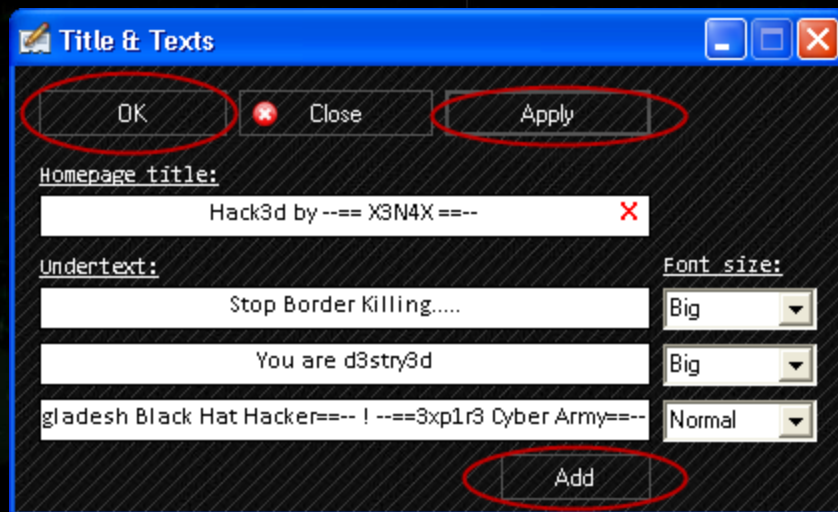 Title & Texts
OK Close Apply
Homepage title:
Hack3d by --== X3N4X ==-- X
Undertext: Font size:
Stop Border Killing..... Big
You are d3stry3d Big
gladesh Black Hat Hacker==-- ! --==3xp1r3 Cyber Army==-- Normal
Add